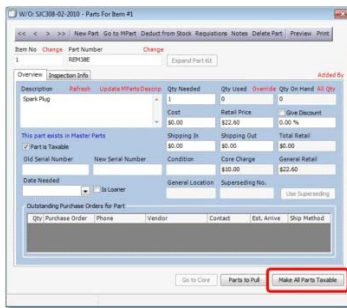 W/O: SJC308-02-2010 - Parts For Item #1
<< < > >> New Part Go to MPart Deduct from Stock Requistions Notes Delete Part Preview Print
Item No Change Part Number Change
1 REM38E Expand Part Kit
Overview Inspection Info Added By
Description Refresh Update MParts Descrip Qty Needed Qty Used Override Qty On Hand All Qty
Spark Plug 1 0 0
Cost Retail Price Give Discount
$0.00 $22.60 0.00 %
This part exists in Master Parts Shipping In Shipping Out Total Retail
Part is Taxable $0.00 $0.00 $0.00
Old Serial Number New Serial Number Condition Core Charge General Retail
$10.00 $22.60
Date Needed Is Loaner General Location Superseding No. Use Superseding
Outstanding Purchase Orders for Part
Qty Purchase Order Phone Vendor Contact Est. Arrive Ship Method
Go to Core Parts to Pull Make All Parts Taxable